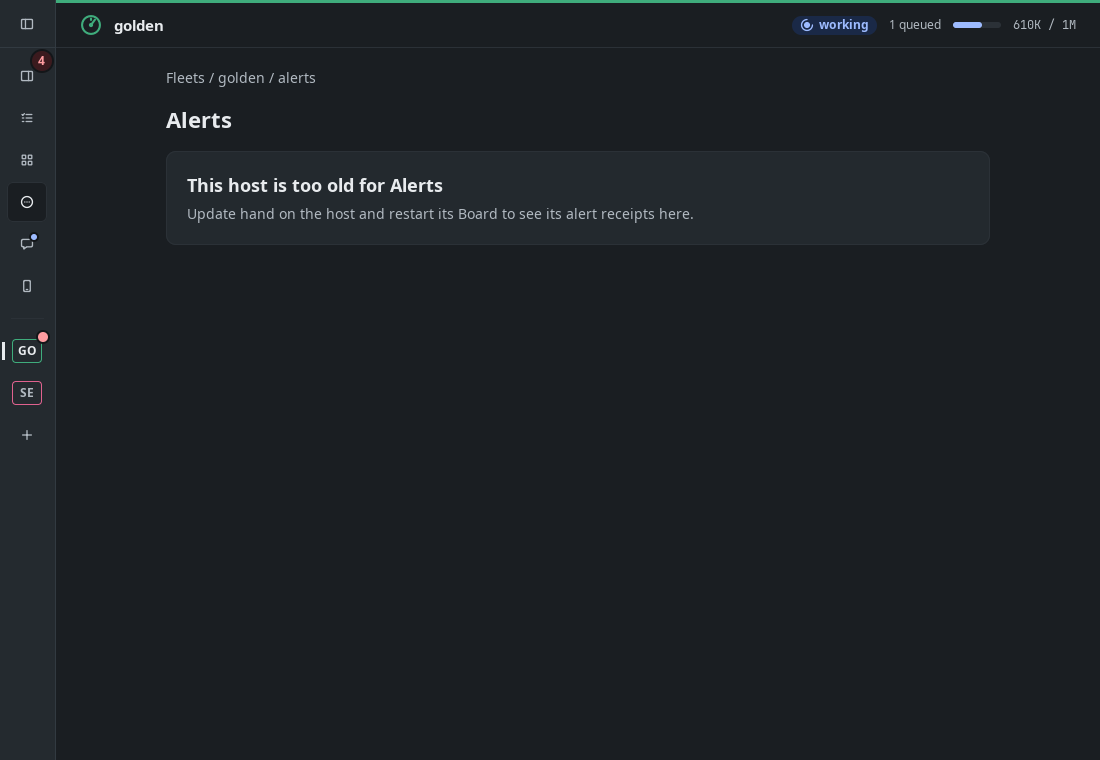 golden
working
1 queued
610K / 1M
4
Fleets / golden / alerts
Alerts
This host is too old for Alerts
Update hand on the host and restart its Board to see its alert receipts here.
GO
SE